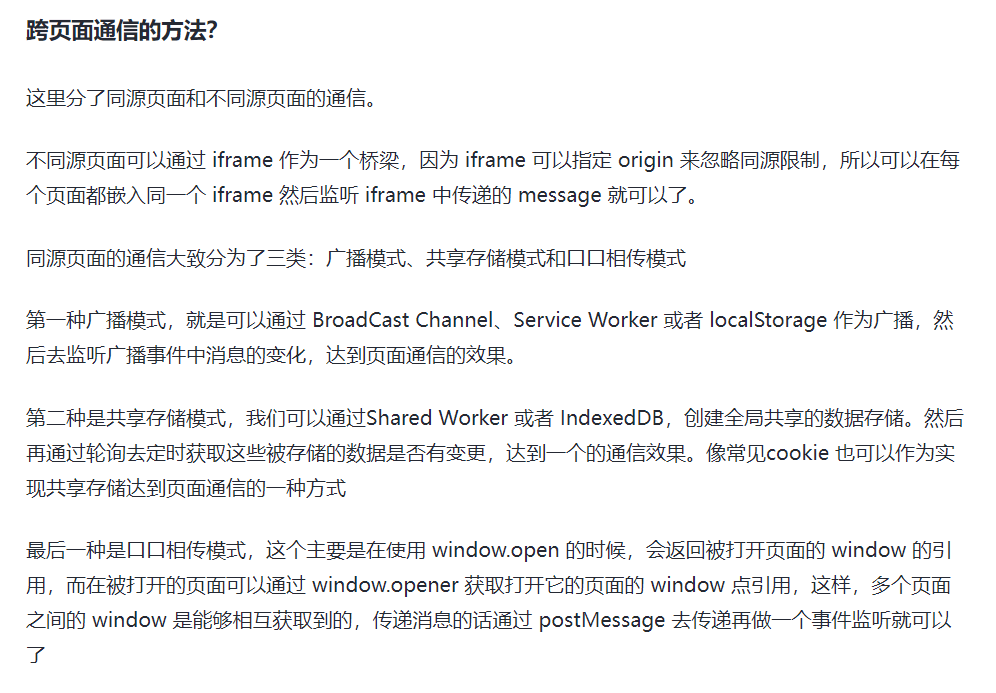 跨页面通信的方法？
这里分了同源页面和不同源页面的通信。
不同源页面可以通过 iframe 作为一个桥梁，因为 iframe 可以指定 origin 来忽略同源限制，所以可以在每
个页面都嵌入同一个 iframe 然后监听 iframe 中传递的 message 就可以了。
同源页面的通信大致分为了三类：广播模式、共享存储模式和口口相传模式
第一种广播模式，就是可以通过 BroadCast Channel、Service Worker 或者 localStorage 作为广播，然
后去监听广播事件中消息的变化，达到页面通信的效果。
第二种是共享存储模式，我们可以通过Shared Worker 或者 IndexedDB，创建全局共享的数据存储。然后
再通过轮询去定时获取这些被存储的数据是否有变更，达到一个的通信效果。像常见cookie 也可以作为实
现共享存储达到页面通信的一种方式
最后一种是口口相传模式，这个主要是在使用 window.open 的时候，会返回被打开页面的 window 的引
用，而在被打开的页面可以通过 window.opener 获取打开它的页面的 window 点引用，这样，多个页面
之间的 window 是能够相互获取到的，传递消息的话通过 postMessage 去传递再做一个事件监听就可以
了